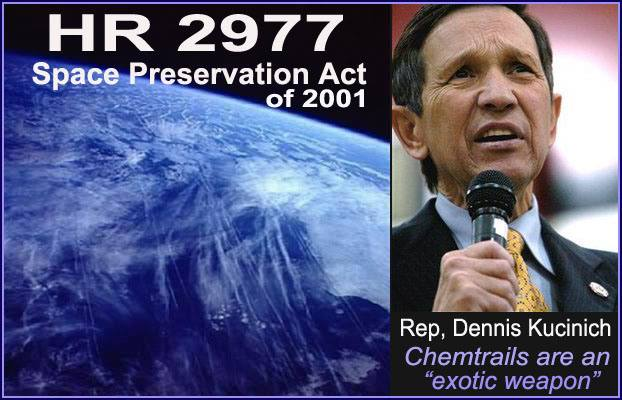 HR 2977
Space Preservation Act
of 2001
Rep, Dennis Kucinich
Chemtrails are an
“exotic weapon”